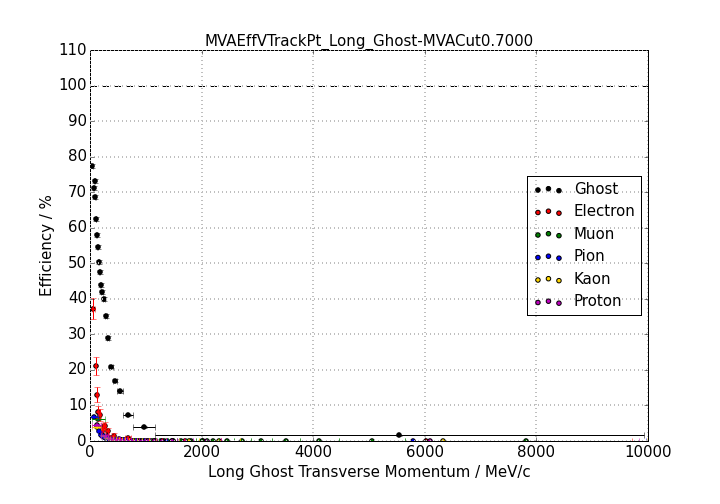 MVAEffVTrackPt_Long_Ghost-MVACut0.7000
110
100
90
80
70
60
50
40
30
20
10
0
Efficiency / %
Ghost
Electron
Muon
Pion
Kaon
Proton
0 2000 4000 6000 8000 10000
Long Ghost Transverse Momentum / MeV/c